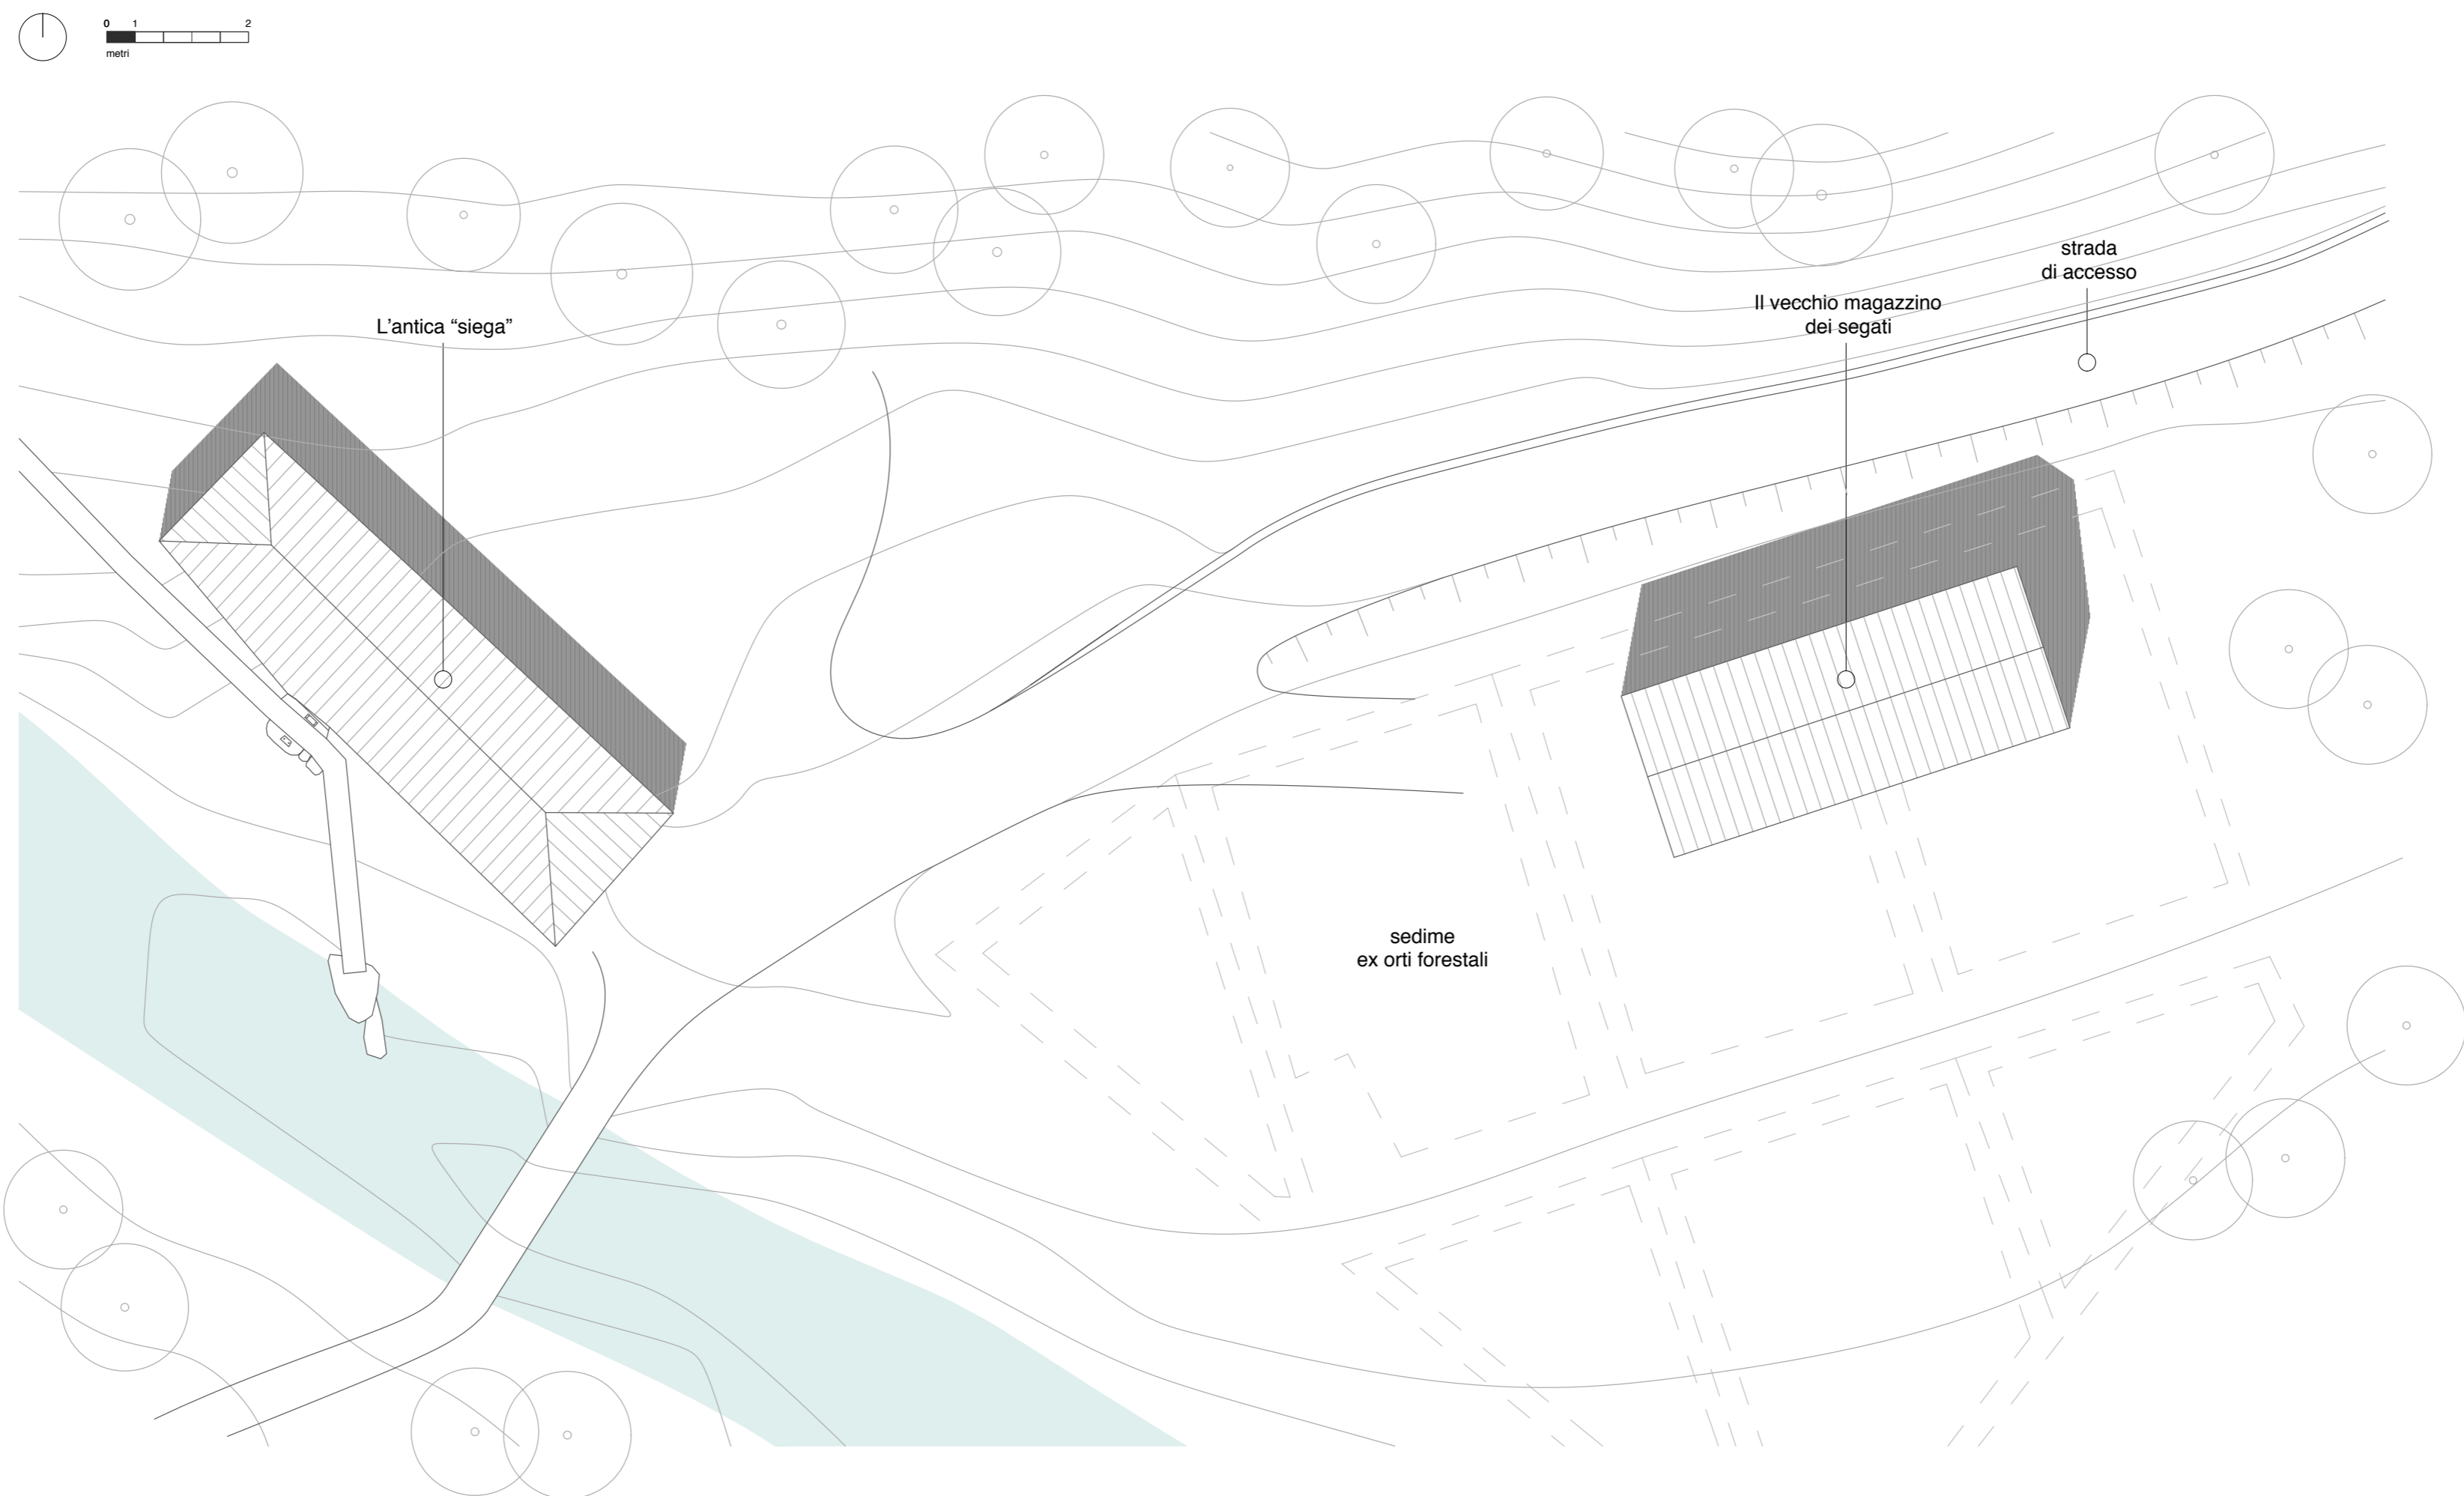 0 1 2
metri
strada
di accesso
Il vecchio magazzino
dei segati
L’antica “siega”
sedime
ex orti forestali